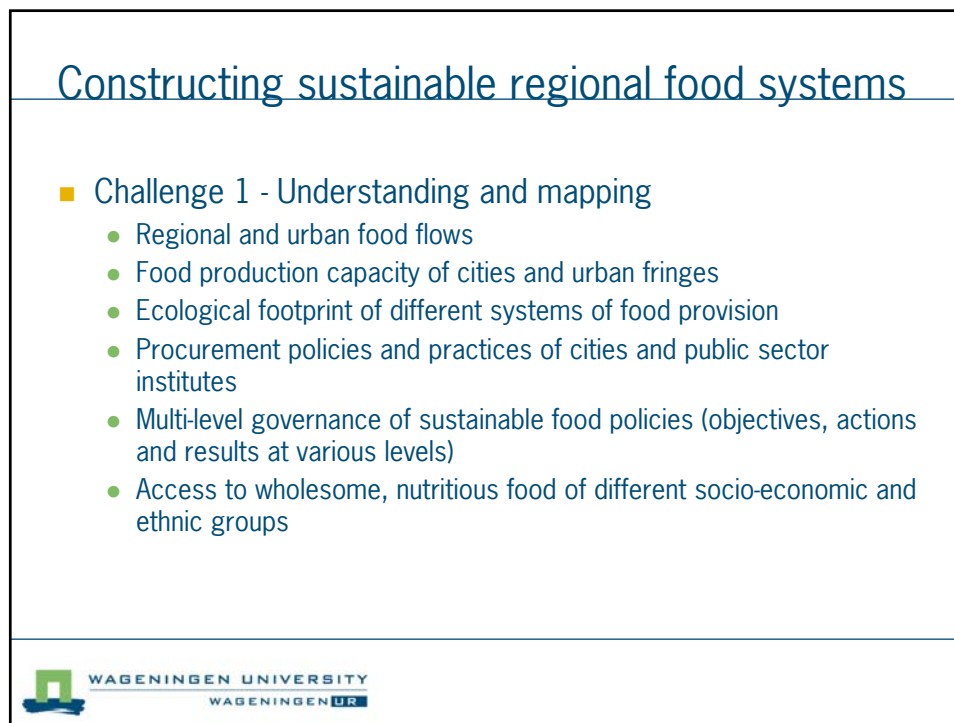 Constructing sustainable regional food systems
Challenge 1 - Understanding and mapping
Regional and urban food flows
Food production capacity of cities and urban fringes
Ecological footprint of different systems of food provision
Procurement policies and practices of cities and public sector
institutes
Multi-level governance of sustainable food policies (objectives, actions
and results at various levels)
Access to wholesome, nutritious food of different socio-economic and
ethnic groups
WAGENINGEN UNIVERSITY
WAGENINGEN UR